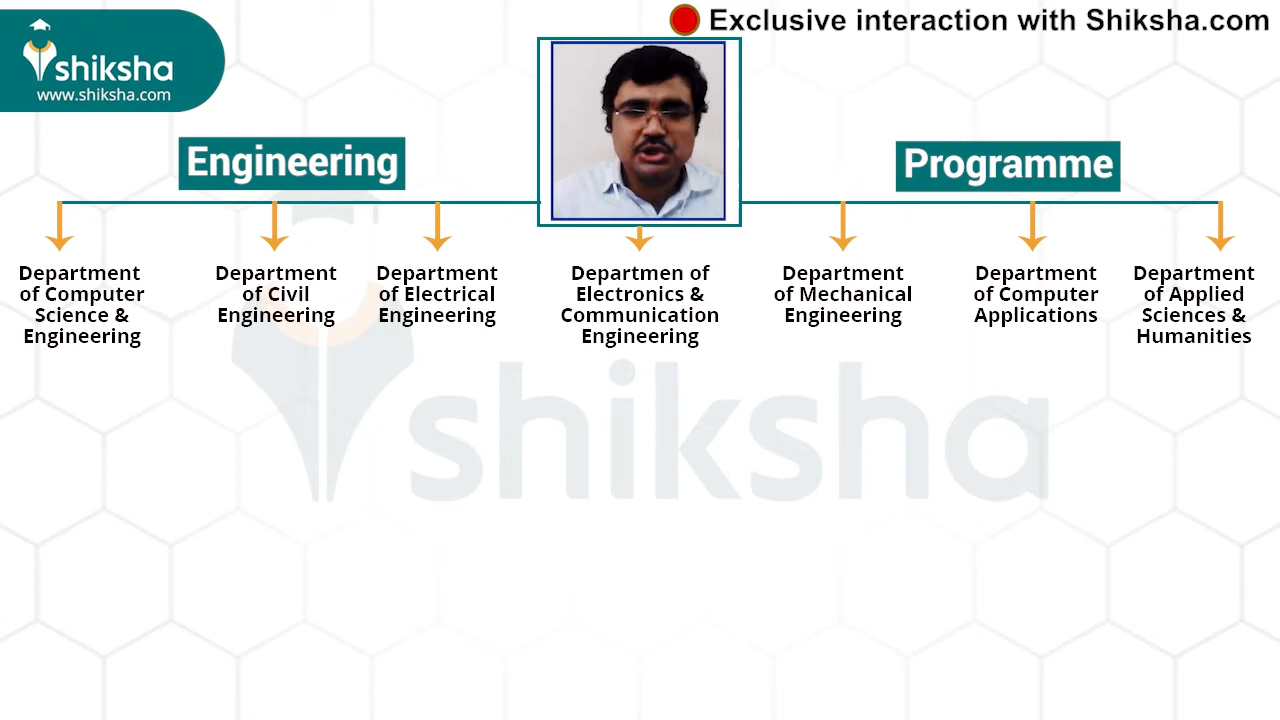 Exclusive interaction with Shiksha.com
shiksha
www.shiksha.com
Engineering
Programme
Department
of Computer
Science &
Engineering
Department
of Civil
Engineering
Department
of Electrical
Engineering
Departmen of
Electronics &
Communication
Engineering
Department
of Mechanical
Engineering
Department
of Computer
Applications
Department
of Applied
Sciences &
Humanities
shiksha